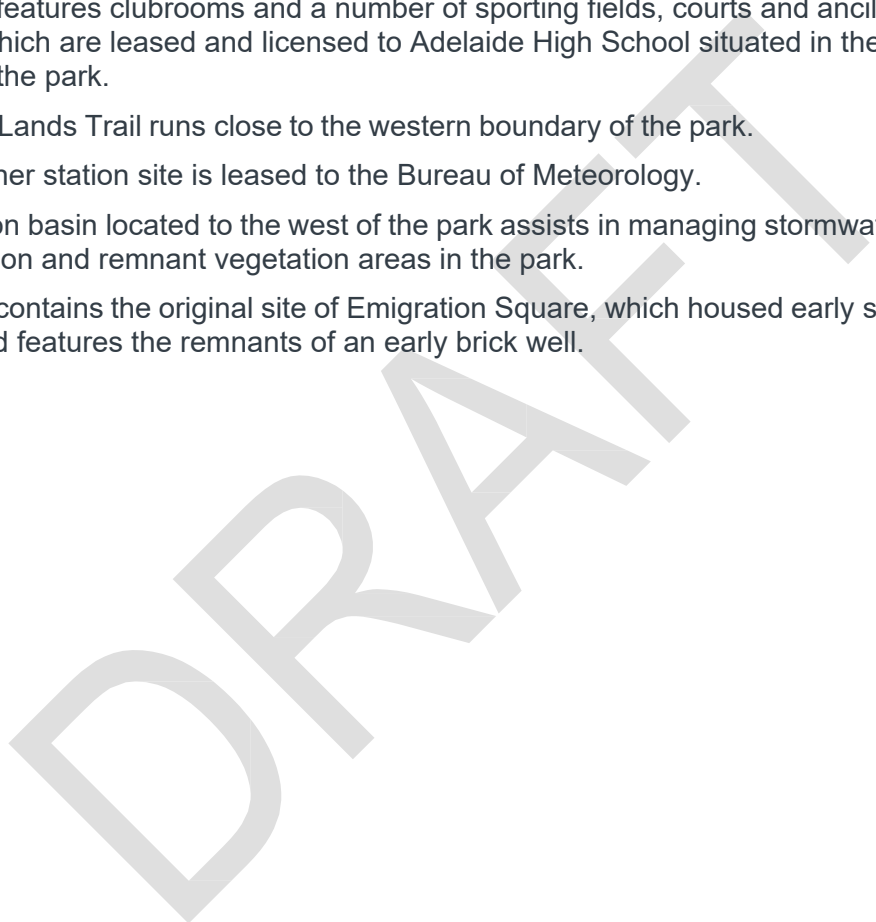 features clubrooms and a number of sporting fields, courts and ancil
hich are leased and licensed to Adelaide High School situated in the
the park.
Lands Trail runs close to the western boundary of the park.
her station site is leased to the Bureau of Meteorology.
on basin located to the west of the park assists in managing stormwat
ion and remnant vegetation areas in the park.
contains the original site of Emigration Square, which housed early s
d features the remnants of an early brick well.
DRAFT